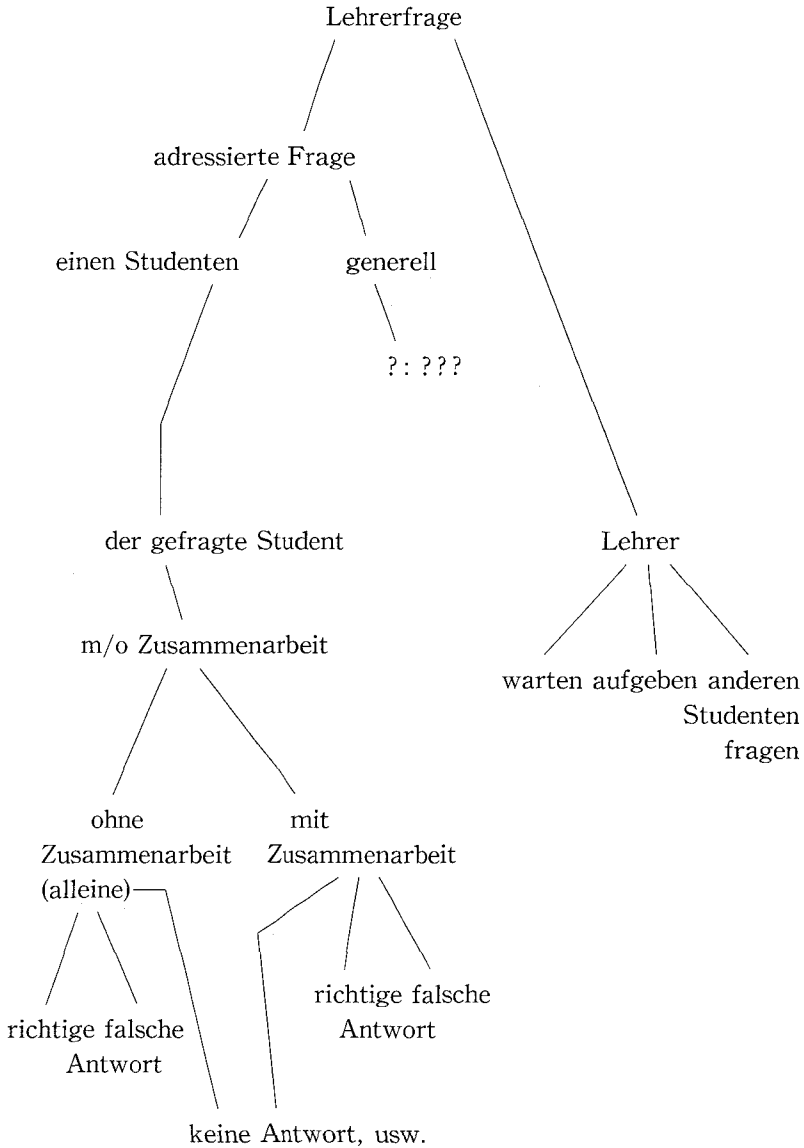 Lehrerfrage
adressierte Frage
einen Studenten generell
?: ???
der gefragte Student Lehrer
m/o Zusammenarbeit
warten aufgeben anderen
Studenten
fragen
ohne mit
Zusammenarbeit Zusammenarbeit
(alleine)
richtige falsche
Antwort
richtige falsche
Antwort
keine Antwort, usw.